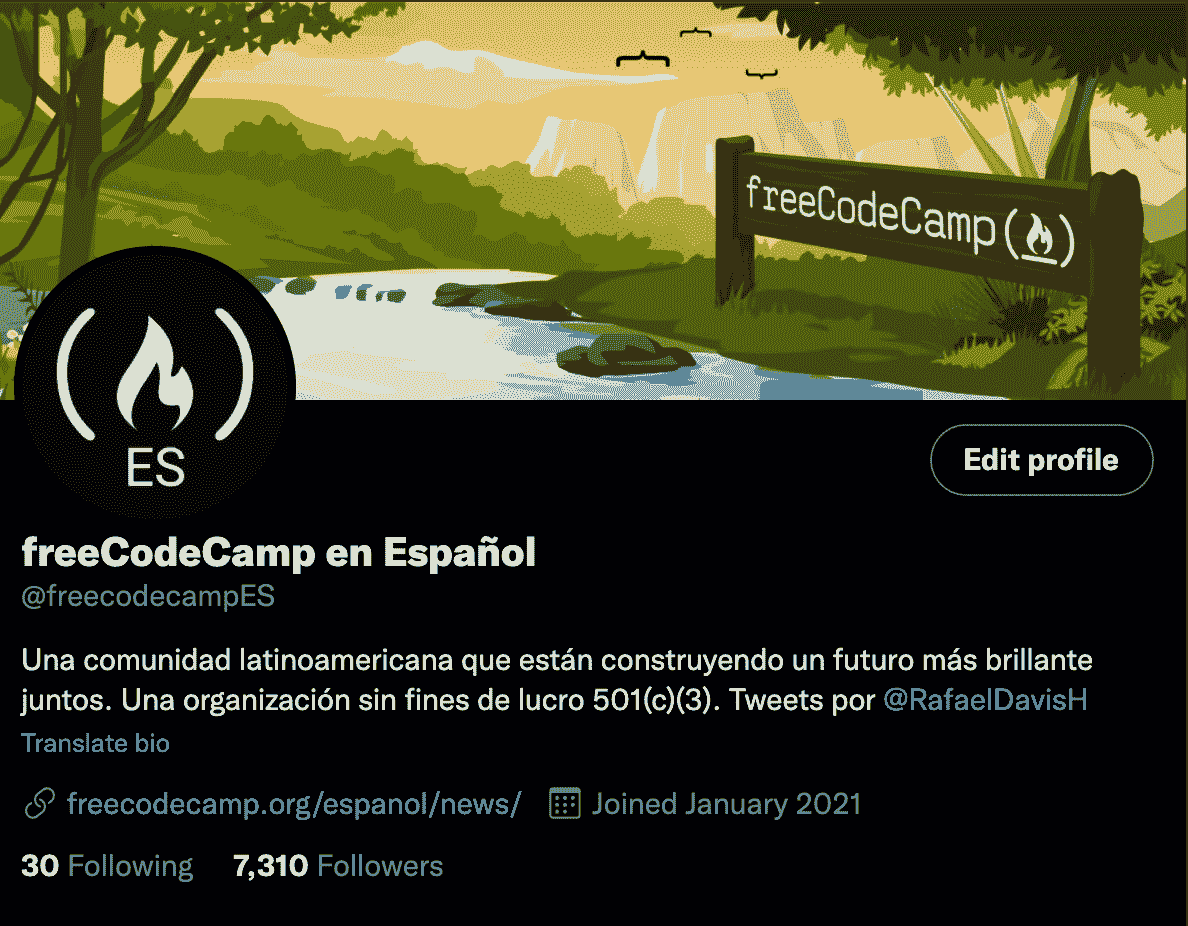 freeCodeCamp(🔥)
ES
Edit profile
freeCodeCamp en Español
@freecodecampES
Una comunidad latinoamericana que están construyendo un futuro más brillante
juntos. Una organización sin fines de lucro 501(c)(3). Tweets por @RafaelDavisH
Translate bio
freecodecamp.org/espanol/news/ Joined January 2021
30 Following 7,310 Followers